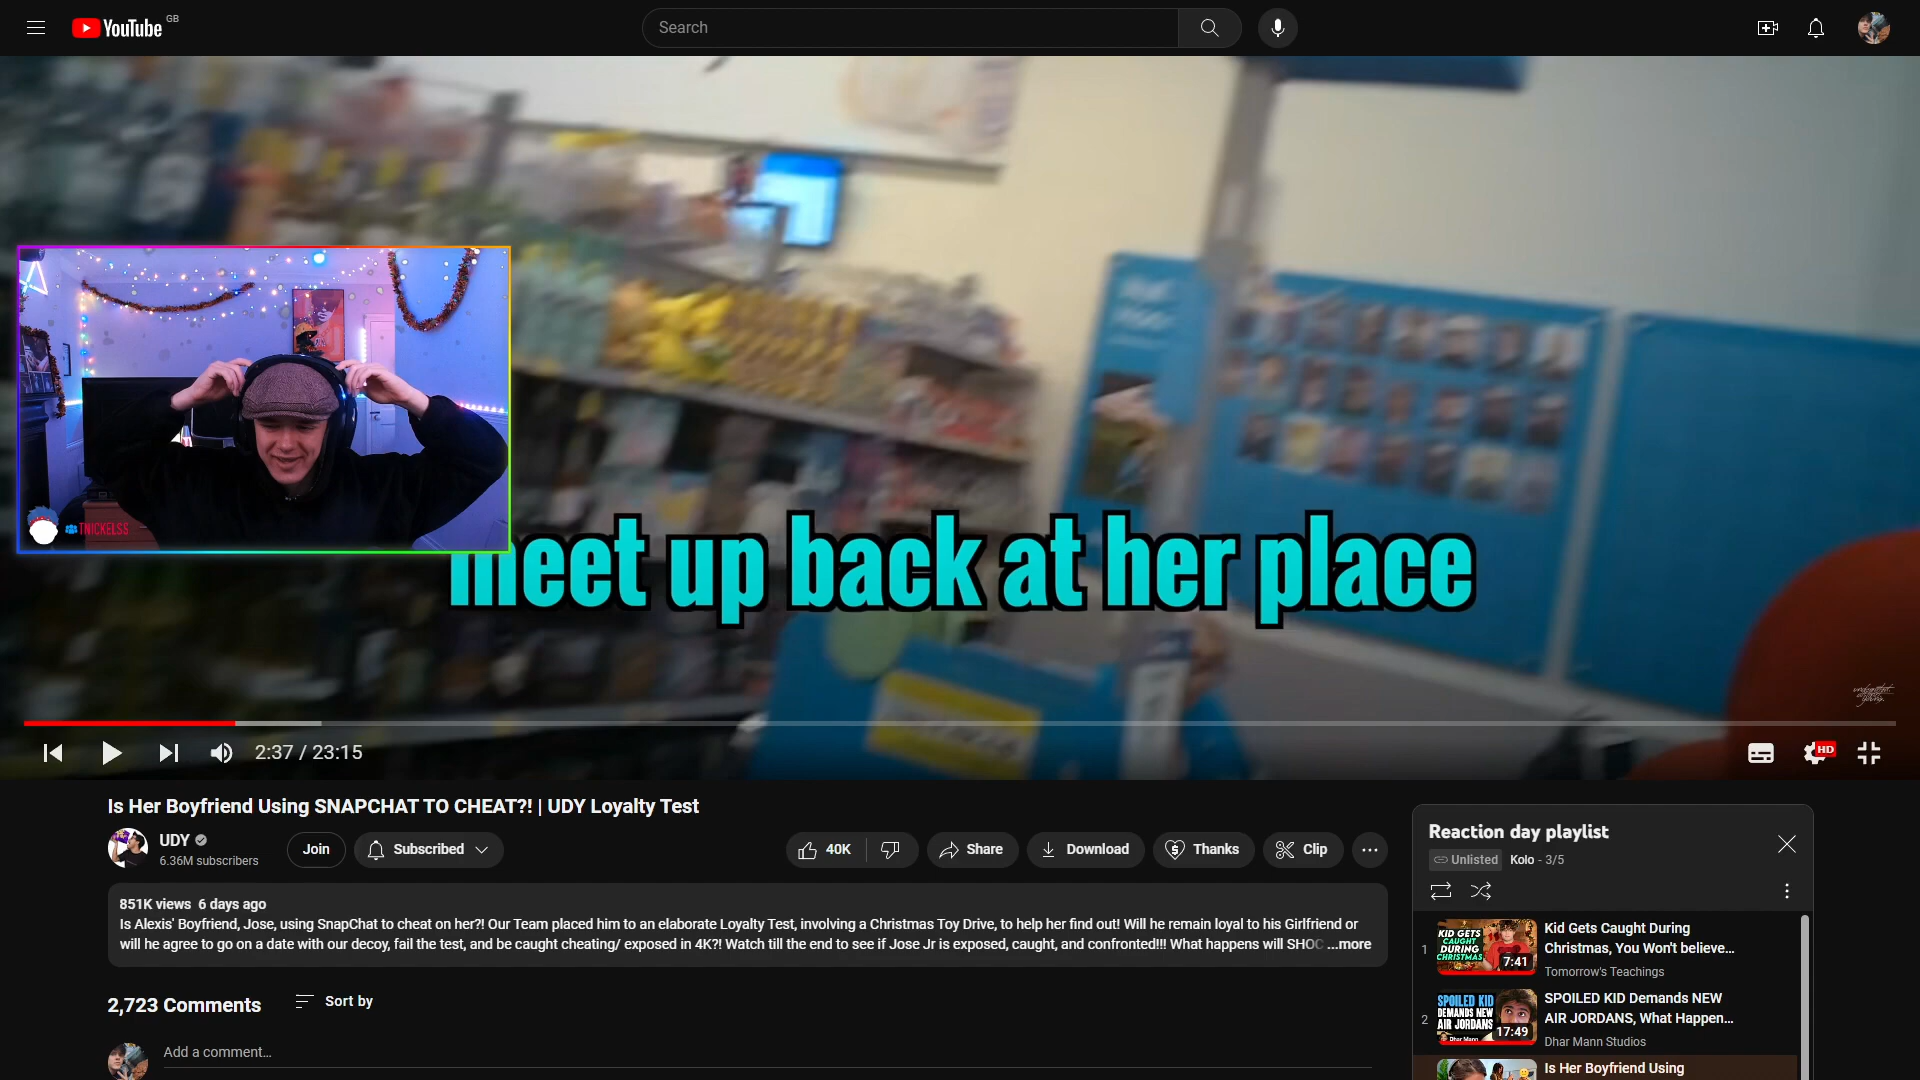 YouTube GB
Search
TNICKELSS
meet up back at her place
2:37 / 23:15
HD
Is Her Boyfriend Using SNAPCHAT TO CHEAT?! | UDY Loyalty Test
UDY
6.36M subscribers
Join
Subscribed
40K
Share
Download
Thanks
Clip
851K views 6 days ago
Is Alexis' Boyfriend, Jose, using SnapChat to cheat on her?! Our Team placed him to an elaborate Loyalty Test, involving a Christmas Toy Drive, to help her find out! Will he remain loyal to his Girlfriend or
will he agree to go on a date with our decoy, fail the test, and be caught cheating/ exposed in 4K?! Watch till the end to see if Jose Jr is exposed, caught, and confronted!!! What happens will SHOC ...more
2,723 Comments
Sort by
Add a comment...
Reaction day playlist
Unlisted Kolo - 3/5
1
KID GETS
CAUGHT
DURING
CHRISTMAS
7:41
Kid Gets Caught During
Christmas, You Won't believe...
Tomorrow's Teachings
2
SPOILED KID
DEMANDS NEW
AIR JORDANS
Dhar Mann
17:49
SPOILED KID Demands NEW
AIR JORDANS, What Happen...
Dhar Mann Studios
Is Her Boyfriend Using